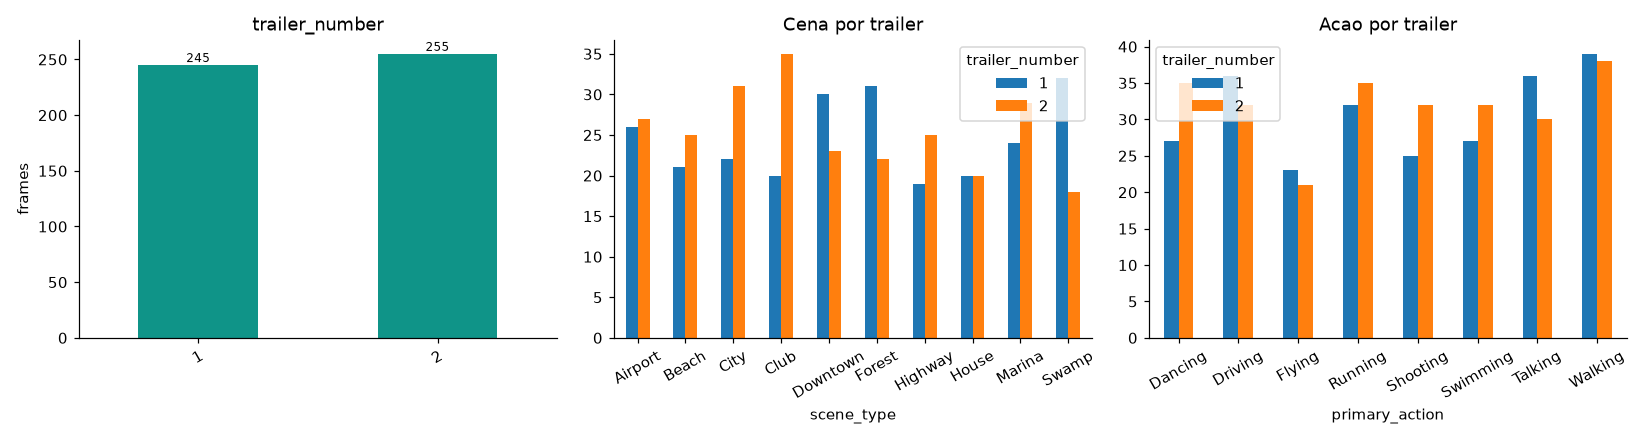 trailer_number
frames
250
200
150
100
50
0
245
255
1
2
Cena por trailer
35
30
25
20
15
10
5
0
trailer_number
1
2
Airport
Beach
City
Club
Downtown
Forest
Highway
House
Marina
Swamp
scene_type
Acao por trailer
40
35
30
25
20
15
10
5
0
trailer_number
1
2
Dancing
Driving
Flying
Running
Shooting
Swimming
Talking
Walking
primary_action